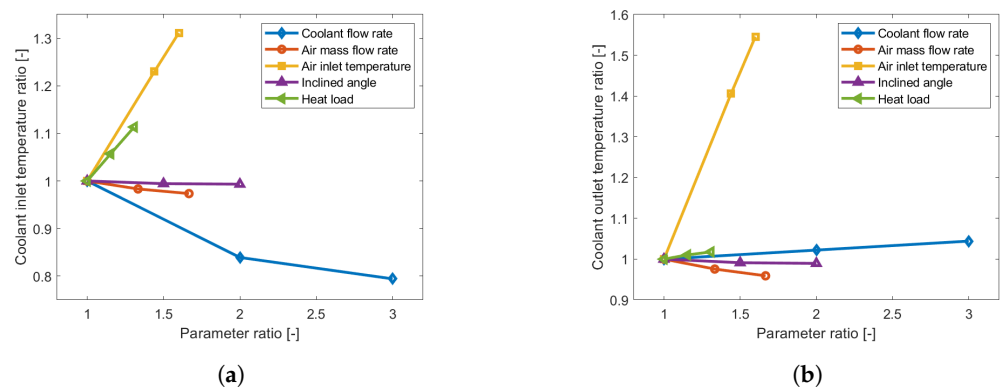 Coolant inlet temperature ratio [-]
1.3
1.2
1.1
1
0.9
0.8
1
1.5
2
2.5
3
Parameter ratio [-]
Coolant flow rate
Air mass flow rate
Air inlet temperature
Inclined angle
Heat load
(a)
Coolant outlet temperature ratio [-]
1.6
1.5
1.4
1.3
1.2
1.1
1
0.9
1
1.5
2
2.5
3
Parameter ratio [-]
Coolant flow rate
Air mass flow rate
Air inlet temperature
Inclined angle
Heat load
(b)